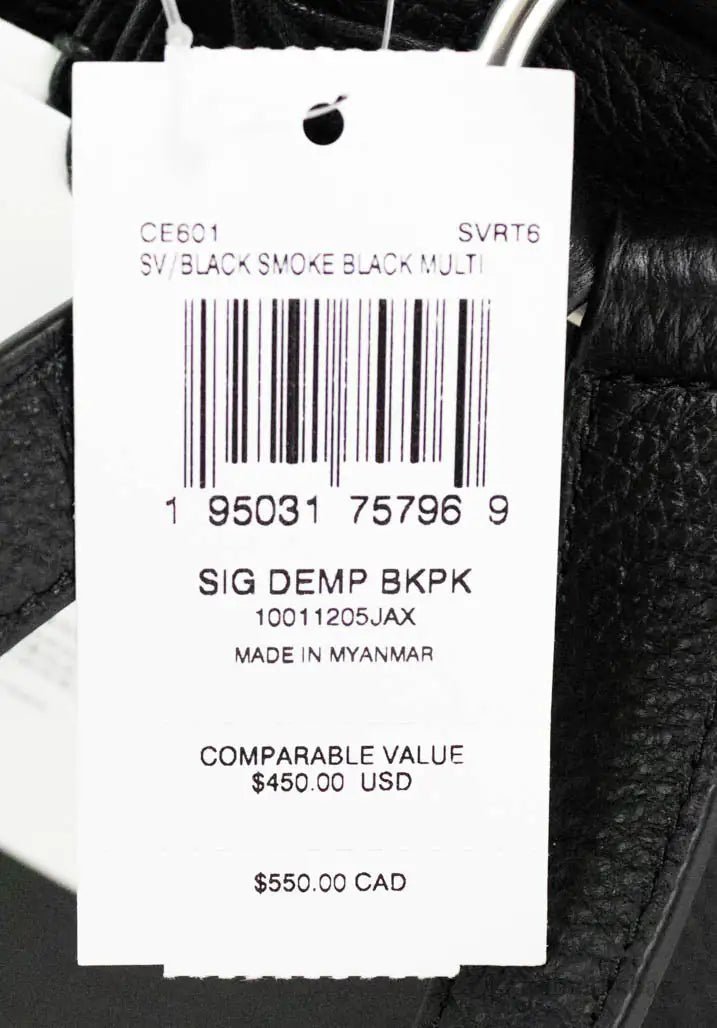 CE601 SVRT6
SV/BLACK SMOKE BLACK MULTI
1 95031 75796 9
SIG DEMP BKPK
10011205JAX
MADE IN MYANMAR
COMPARABLE VALUE
$450.00 USD
$550.00 CAD